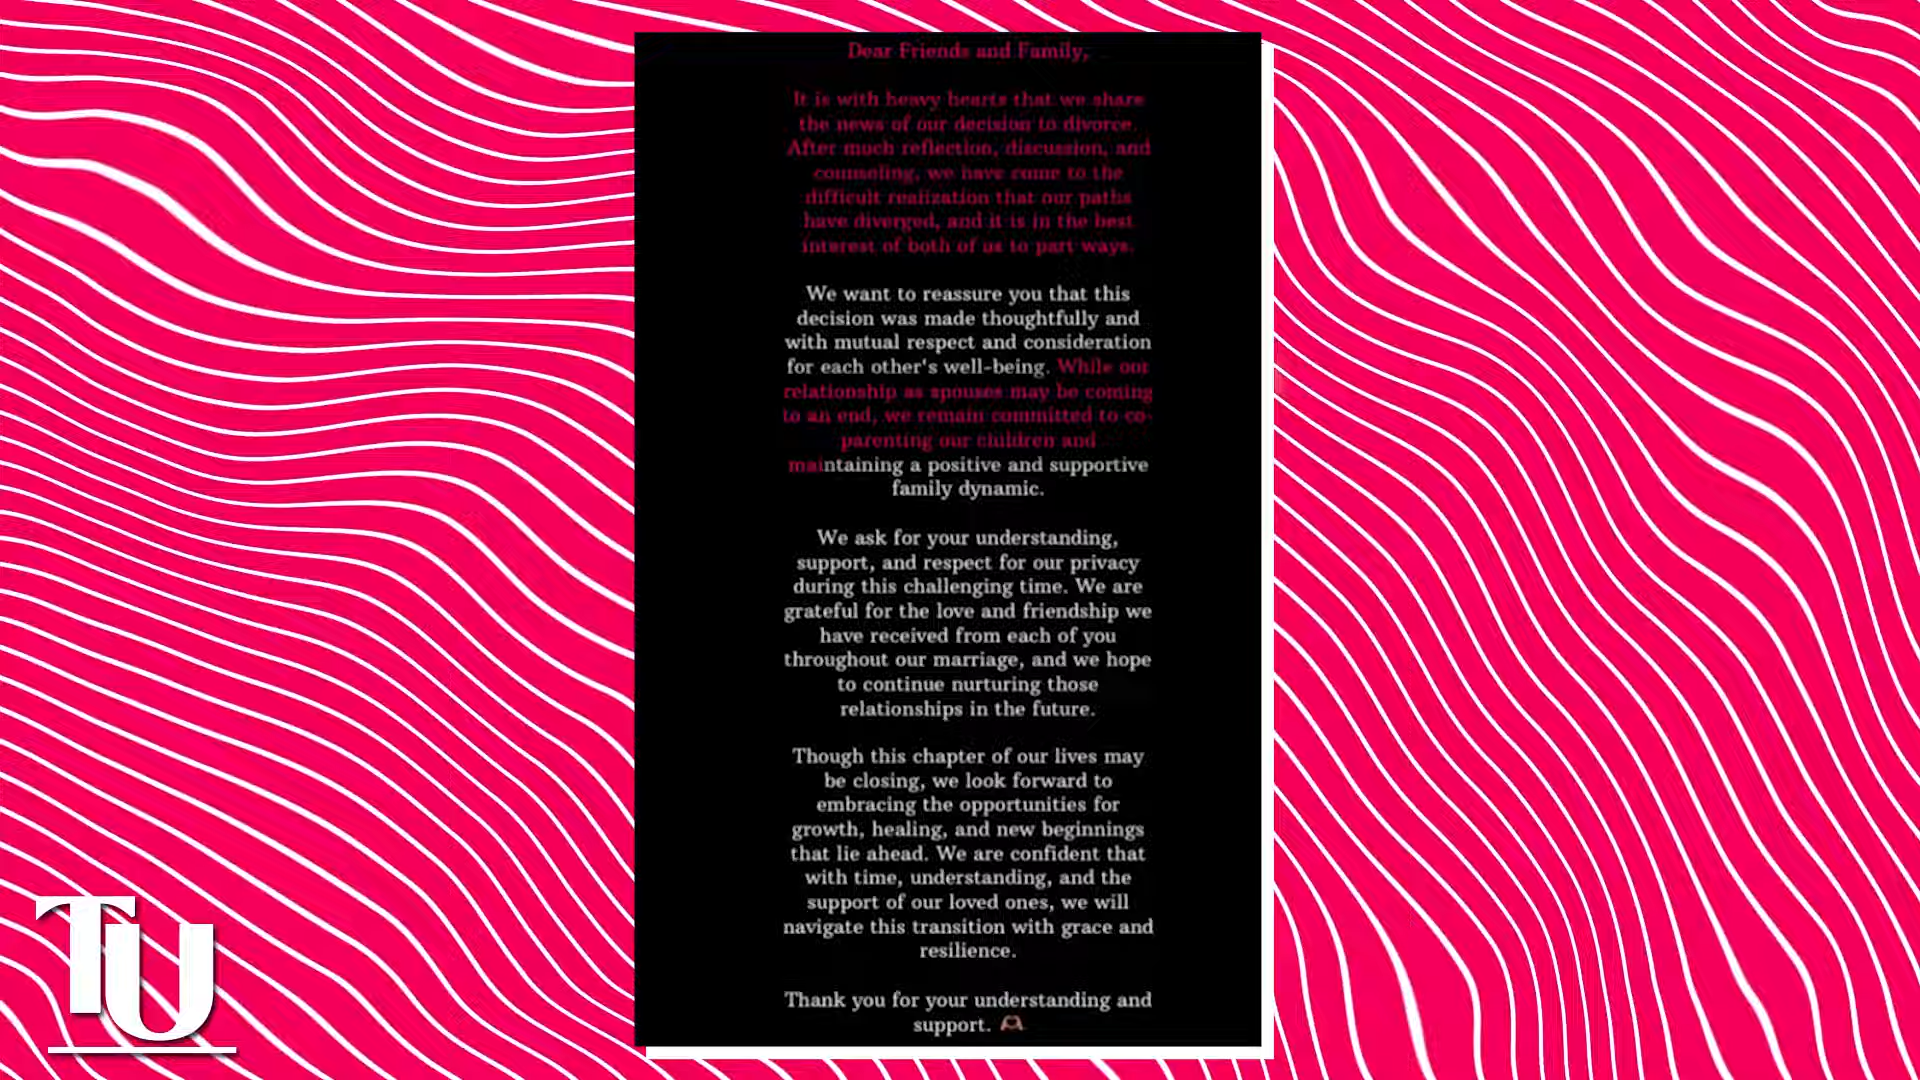 Dear Friends and Family,
It is with heavy hearts that we share
the news of our decision to divorce.
After much reflection, discussion, and
counseling, we have come to the
difficult realization that our paths
have diverged, and it is in the best
interest of both of us to part ways.
We want to reassure you that this
decision was made thoughtfully and
with mutual respect and consideration
for each other's well-being. While our
relationship as spouses may be coming
to an end, we remain committed to co-
parenting our children and
maintaining a positive and supportive
family dynamic.
We ask for your understanding,
support, and respect for our privacy
during this challenging time. We are
grateful for the love and friendship we
have received from each of you
throughout our marriage, and we hope
to continue nurturing those
relationships in the future.
Though this chapter of our lives may
be closing, we look forward to
embracing the opportunities for
growth, healing, and new beginnings
that lie ahead. We are confident that
with time, understanding, and the
support of our loved ones, we will
navigate this transition with grace and
resilience.
Thank you for your understanding and
support. 🫶🏽
TU